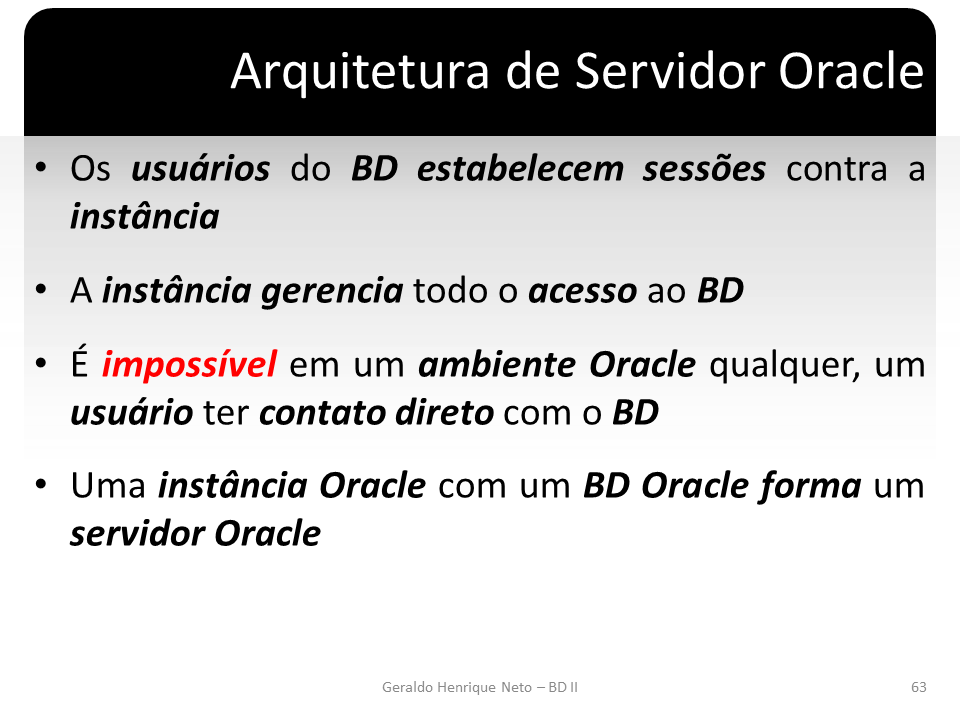 Arquitetura de Servidor Oracle
• Os usuários do BD estabelecem sessões contra a
instância
• A instância gerencia todo o acesso ao BD
• É impossível em um ambiente Oracle qualquer, um
usuário ter contato direto com o BD
• Uma instância Oracle com um BD Oracle forma um
servidor Oracle
Geraldo Henrique Neto – BD II
63